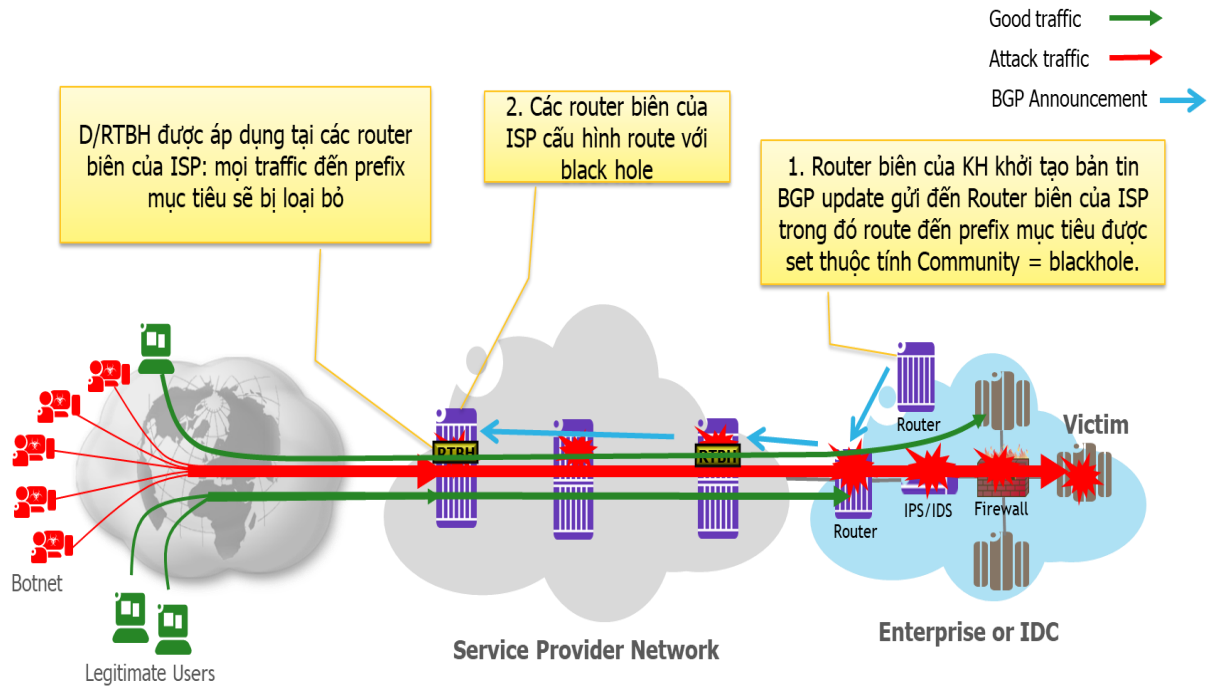 Good traffic
Attack traffic
BGP Announcement
D/RTBH được áp dụng tại các router
biên của ISP: mọi traffic đến prefix
mục tiêu sẽ bị loại bỏ
2. Các router biên của
ISP cấu hình route với
black hole
1. Router biên của KH khởi tạo bản tin
BGP update gửi đến Router biên của ISP
trong đó route đến prefix mục tiêu được
set thuộc tính Community = blackhole.
Router
Victim
RTBH
RTBH
Router
IPS/IDS
Firewall
Botnet
Legitimate Users
Service Provider Network
Enterprise or IDC